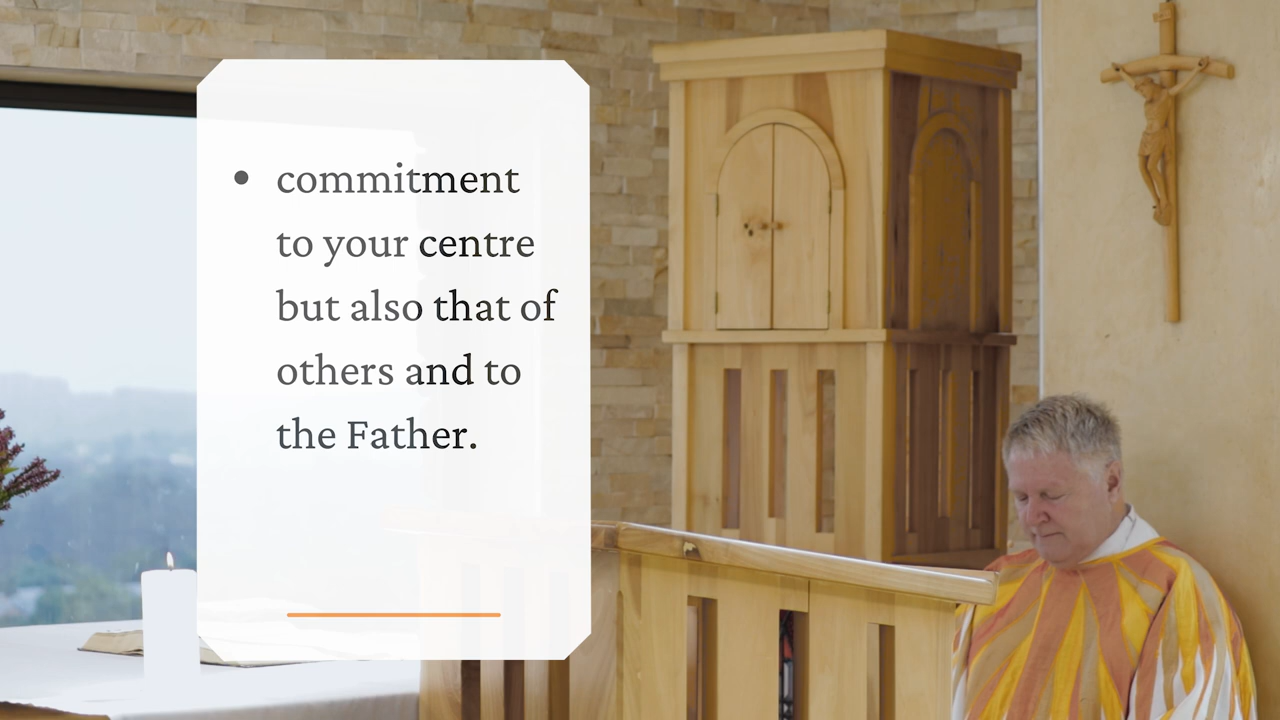 • commitment
to your centre
but also that of
others and to
the Father.